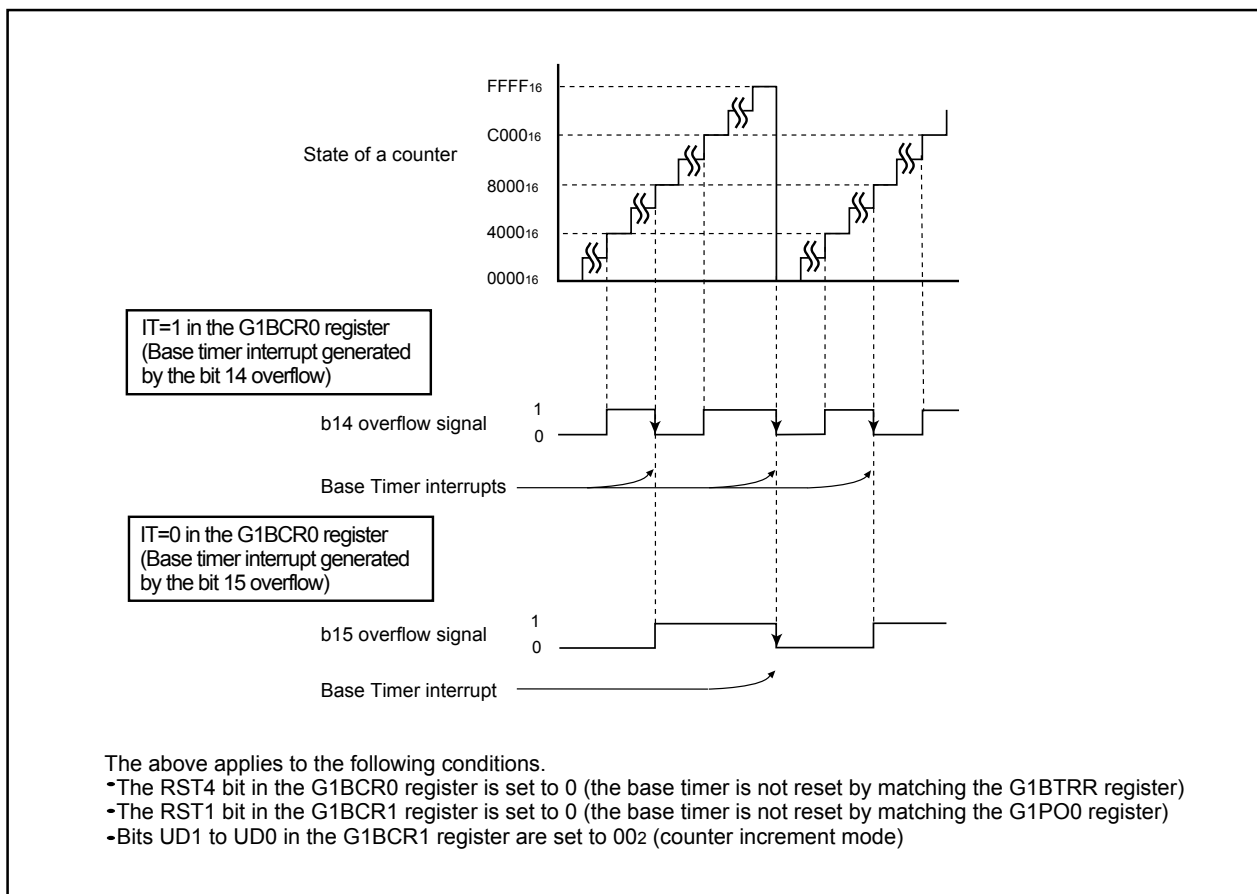 FFFF16
C00016
State of a counter
800016
400016
000016
IT=1 in the G1BCR0 register
(Base timer interrupt generated
by the bit 14 overflow)
1
b14 overflow signal
0
Base Timer interrupts
IT=0 in the G1BCR0 register
(Base timer interrupt generated
by the bit 15 overflow)
1
b15 overflow signal
0
Base Timer interrupt
The above applies to the following conditions.
•The RST4 bit in the G1BCR0 register is set to 0 (the base timer is not reset by matching the G1BTRR register)
•The RST1 bit in the G1BCR1 register is set to 0 (the base timer is not reset by matching the G1PO0 register)
•Bits UD1 to UD0 in the G1BCR1 register are set to 002 (counter increment mode)